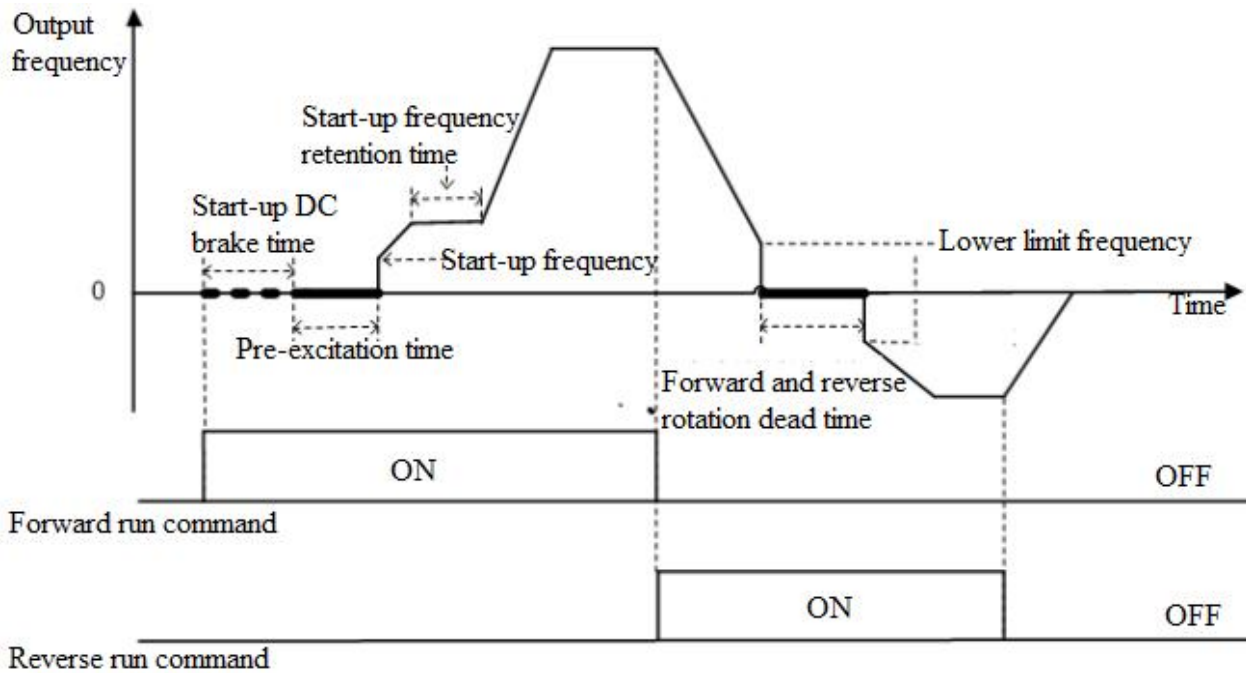 Output
frequency
Start-up frequency
retention time
Start-up DC
brake time
Start-up frequency
Lower limit frequency
0
Time
Pre-excitation time
Forward and reverse
rotation dead time
ON
OFF
Forward run command
ON
OFF
Reverse run command